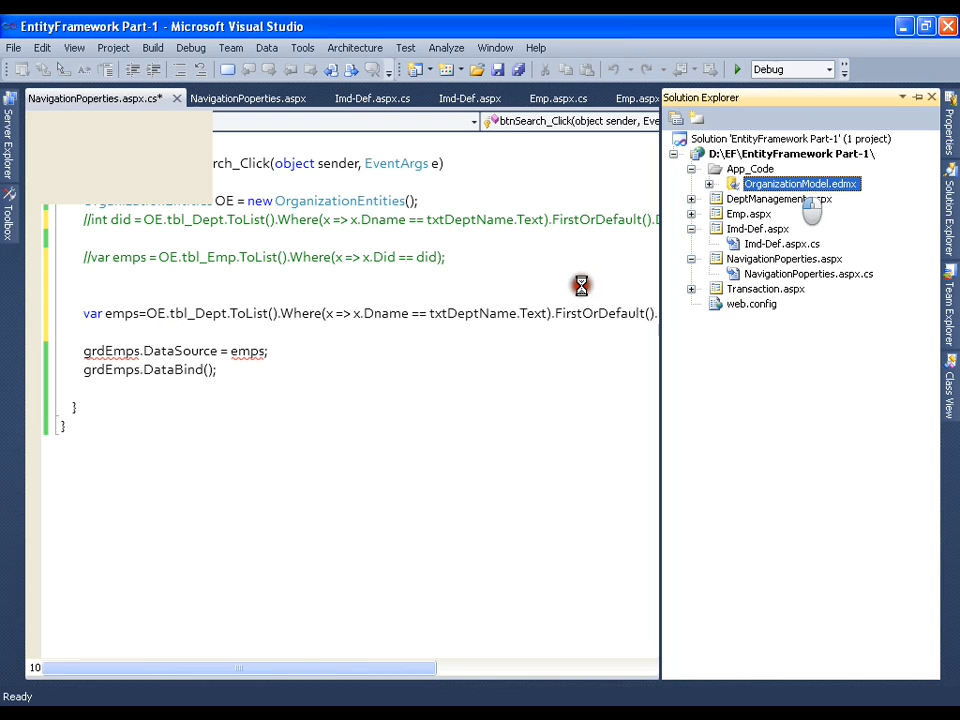 EntityFramework Part-1 - Microsoft Visual Studio
File Edit View Project Build Debug Team Data Tools Architecture Test Analyze Window Help
Debug
NavigationPoperties.aspx.cs* NavigationPoperties.aspx Imd-Def.aspx.cs Imd-Def.aspx Emp.aspx.cs Emp.aspx
btnSearch_Click(object sender, Eve
rch_Click(object sender, EventArgs e)
OrganizationEntities OE = new OrganizationEntities();
//int did = OE.tbl_Dept.ToList().Where(x => x.Dname == txtDeptName.Text).FirstOrDefault().D
//var emps = OE.tbl_Emp.ToList().Where(x => x.Did == did);
var emps=OE.tbl_Dept.ToList().Where(x => x.Dname == txtDeptName.Text).FirstOrDefault().
grdEmps.DataSource = emps;
grdEmps.DataBind();
}
}
10
Ready
Server Explorer
Toolbox
Solution Explorer
Solution 'EntityFramework Part-1' (1 project)
D:\EF\EntityFramework Part-1\
App_Code
OrganizationModel.edmx
DeptManagement.aspx
Emp.aspx
Imd-Def.aspx
Imd-Def.aspx.cs
NavigationPoperties.aspx
NavigationPoperties.aspx.cs
Transaction.aspx
web.config
Properties
Solution Explorer
Team Explorer
Class View